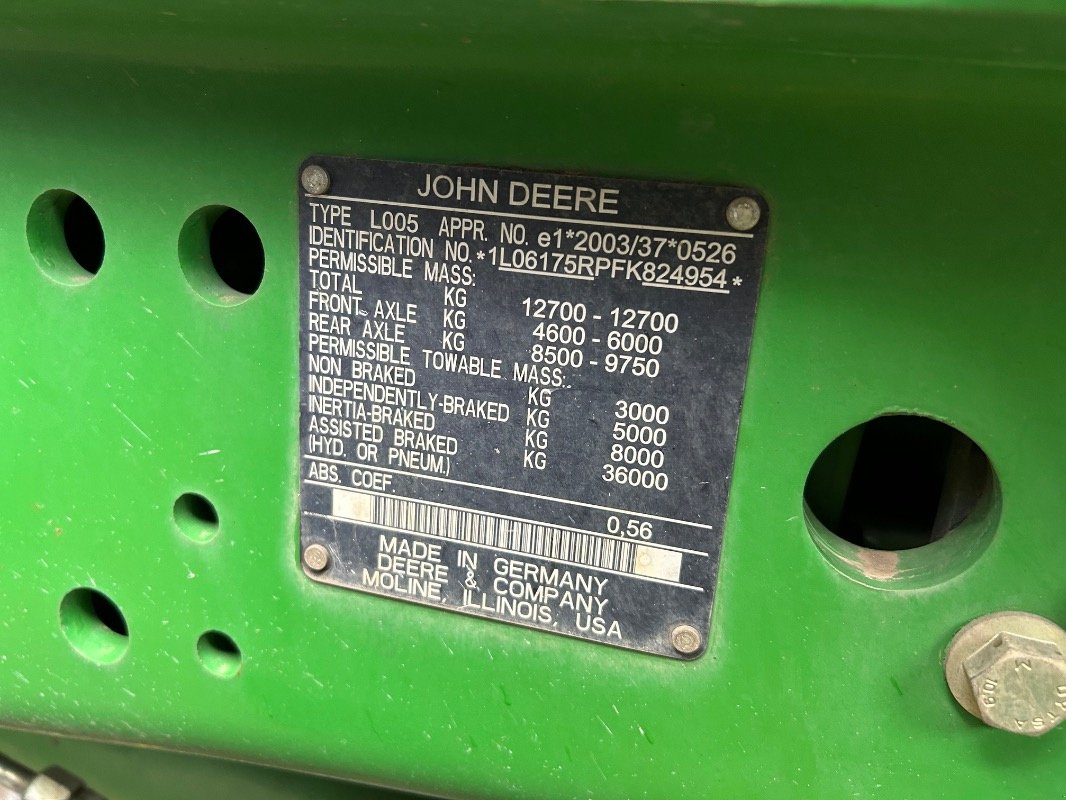 JOHN DEERE
TYPE L005 APPR. NO. e1*2003/37*0526
IDENTIFICATION NO. *1L06175RPFK824954*
PERMISSIBLE MASS:
TOTAL KG 12700 - 12700
FRONT AXLE KG 4600 - 6000
REAR AXLE KG 8500 - 9750
PERMISSIBLE TOWABLE MASS:
NON BRAKED KG 3000
INDEPENDENTLY-BRAKED KG 5000
INERTIA-BRAKED KG 8000
ASSISTED BRAKED KG 36000
(HYD. OR PNEUM.)
ABS. COEF. 0,56
MADE IN GERMANY
DEERE & COMPANY
MOLINE, ILLINOIS, USA
10.9
M